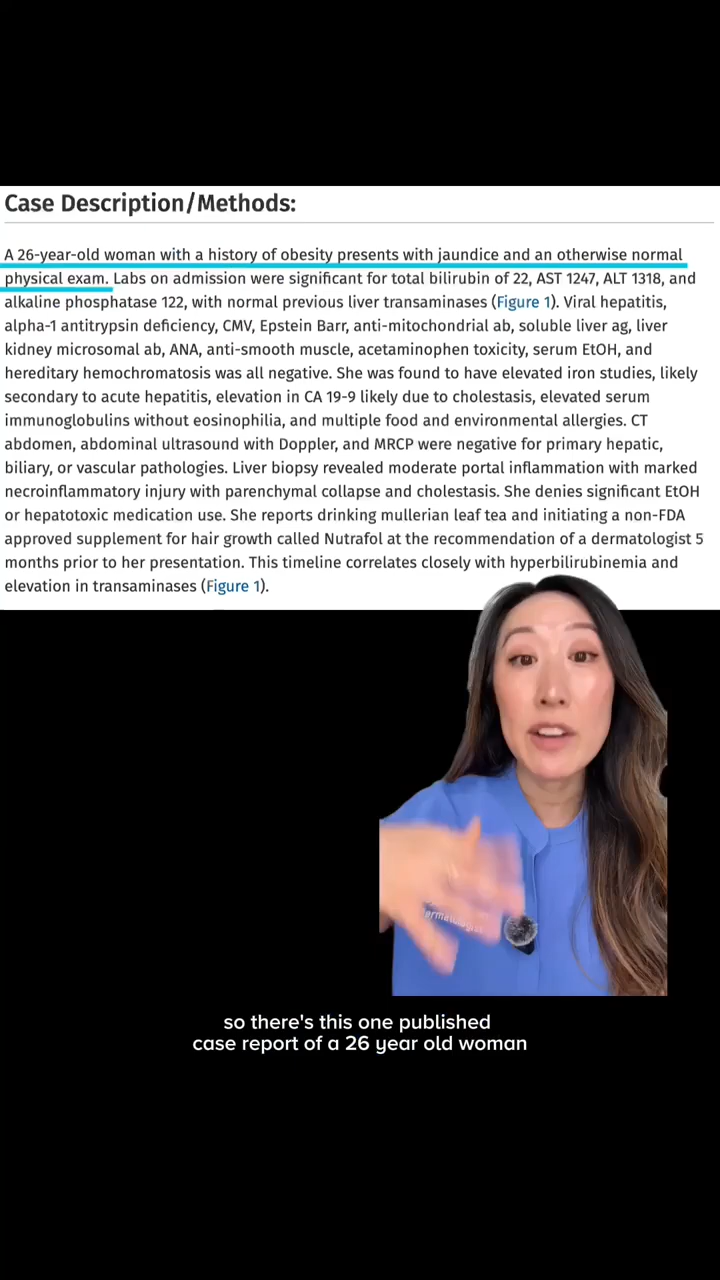 Case Description/Methods:
A 26-year-old woman with a history of obesity presents with jaundice and an otherwise normal
physical exam. Labs on admission were significant for total bilirubin of 22, AST 1247, ALT 1318, and
alkaline phosphatase 122, with normal previous liver transaminases (Figure 1). Viral hepatitis,
alpha-1 antitrypsin deficiency, CMV, Epstein Barr, anti-mitochondrial ab, soluble liver ag, liver
kidney microsomal ab, ANA, anti-smooth muscle, acetaminophen toxicity, serum EtOH, and
hereditary hemochromatosis was all negative. She was found to have elevated iron studies, likely
secondary to acute hepatitis, elevation in CA 19-9 likely due to cholestasis, elevated serum
immunoglobulins without eosinophilia, and multiple food and environmental allergies. CT
abdomen, abdominal ultrasound with Doppler, and MRCP were negative for primary hepatic,
biliary, or vascular pathologies. Liver biopsy revealed moderate portal inflammation with marked
necroinflammatory injury with parenchymal collapse and cholestasis. She denies significant EtOH
or hepatotoxic medication use. She reports drinking mullerian leaf tea and initiating a non-FDA
approved supplement for hair growth called Nutrafol at the recommendation of a dermatologist 5
months prior to her presentation. This timeline correlates closely with hyperbilirubinemia and
elevation in transaminases (Figure 1).
so there's this one published
case report of a 26 year old woman